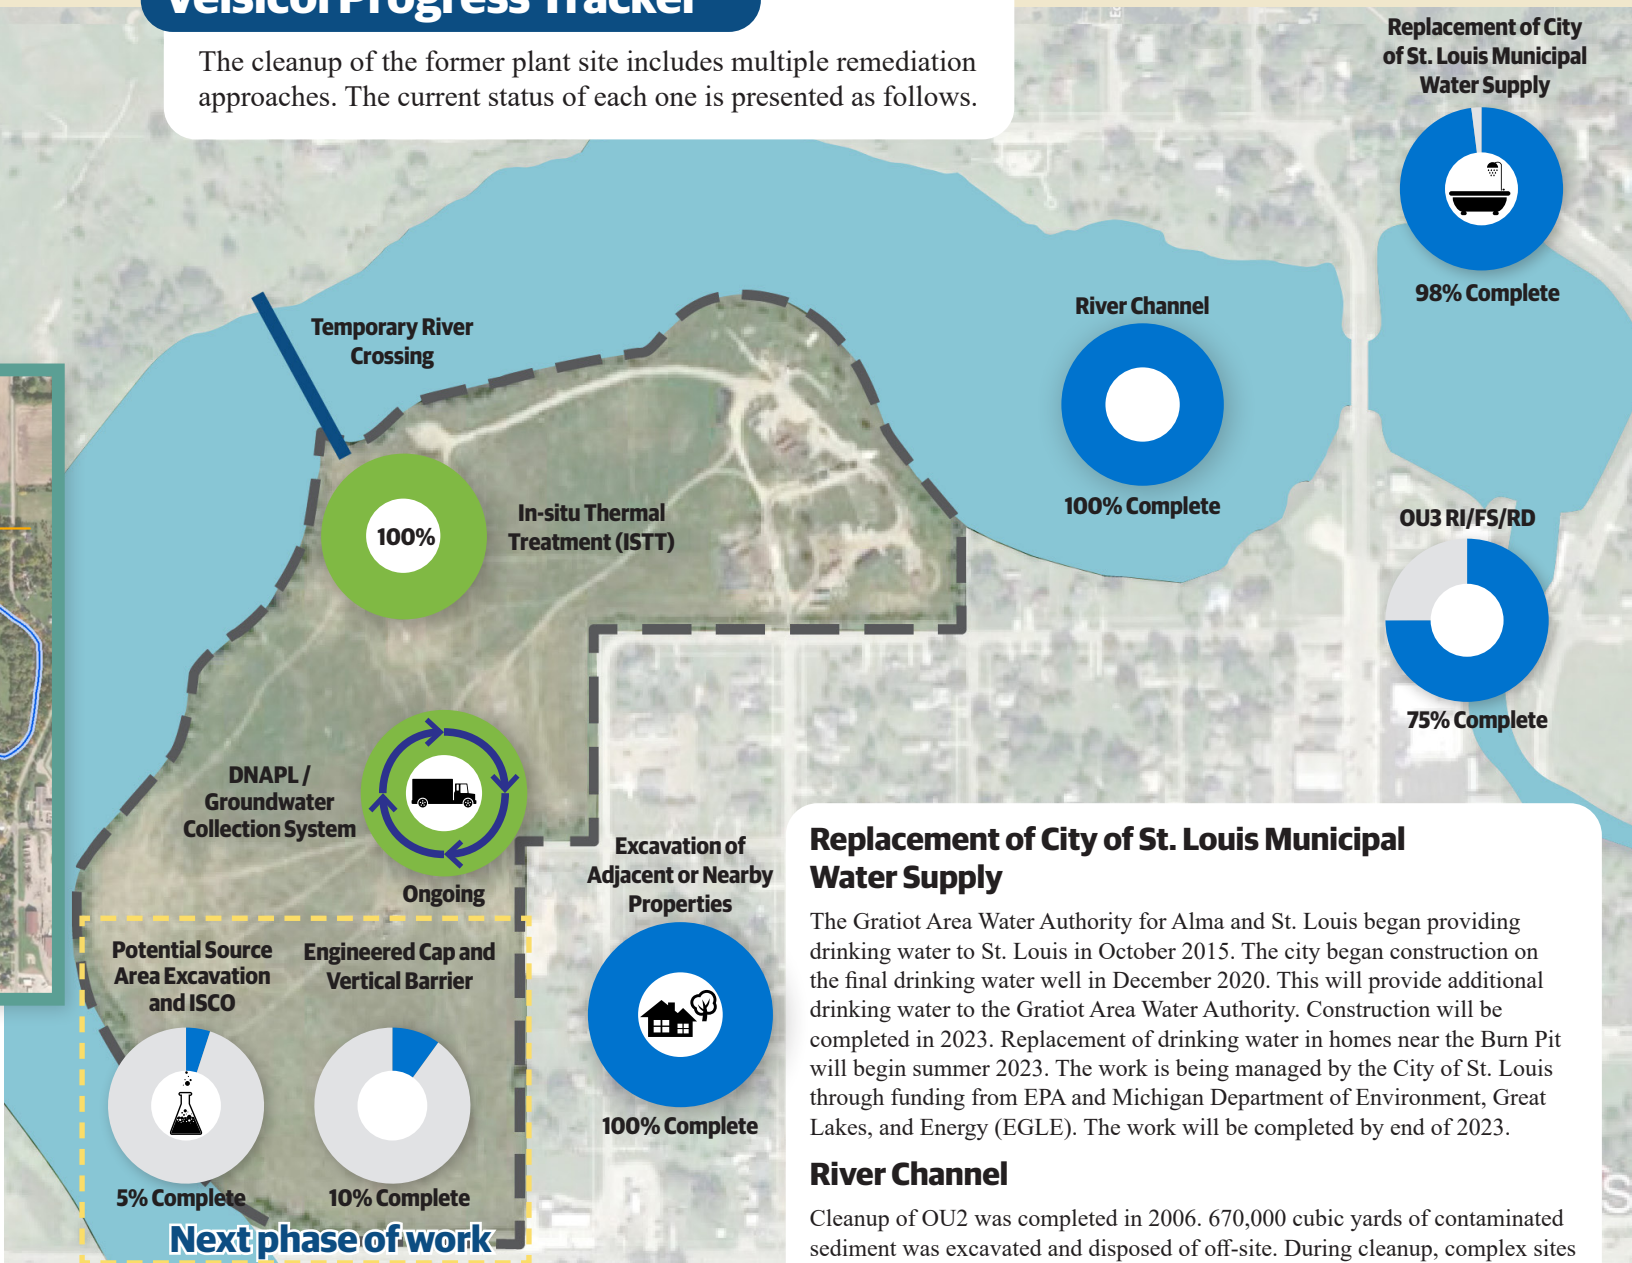 Velsicol Progress Tracker
The cleanup of the former plant site includes multiple remediation
approaches. The current status of each one is presented as follows.
Replacement of City
of St. Louis Municipal
Water Supply
98% Complete
Temporary River
Crossing
River Channel
100% Complete
100%
In-situ Thermal
Treatment (ISTT)
OU3 RI/FS/RD
75% Complete
DNAPL /
Groundwater
Collection System
Ongoing
Excavation of
Adjacent or Nearby
Properties
100% Complete
Potential Source
Area Excavation
and ISCO
5% Complete
Engineered Cap and
Vertical Barrier
10% Complete
Next phase of work
Replacement of City of St. Louis Municipal
Water Supply
The Gratiot Area Water Authority for Alma and St. Louis began providing
drinking water to St. Louis in October 2015. The city began construction on
the final drinking water well in December 2020. This will provide additional
drinking water to the Gratiot Area Water Authority. Construction will be
completed in 2023. Replacement of drinking water in homes near the Burn Pit
will begin summer 2023. The work is being managed by the City of St. Louis
through funding from EPA and Michigan Department of Environment, Great
Lakes, and Energy (EGLE). The work will be completed by end of 2023.
River Channel
Cleanup of OU2 was completed in 2006. 670,000 cubic yards of contaminated
sediment was excavated and disposed of off-site. During cleanup, complex sites